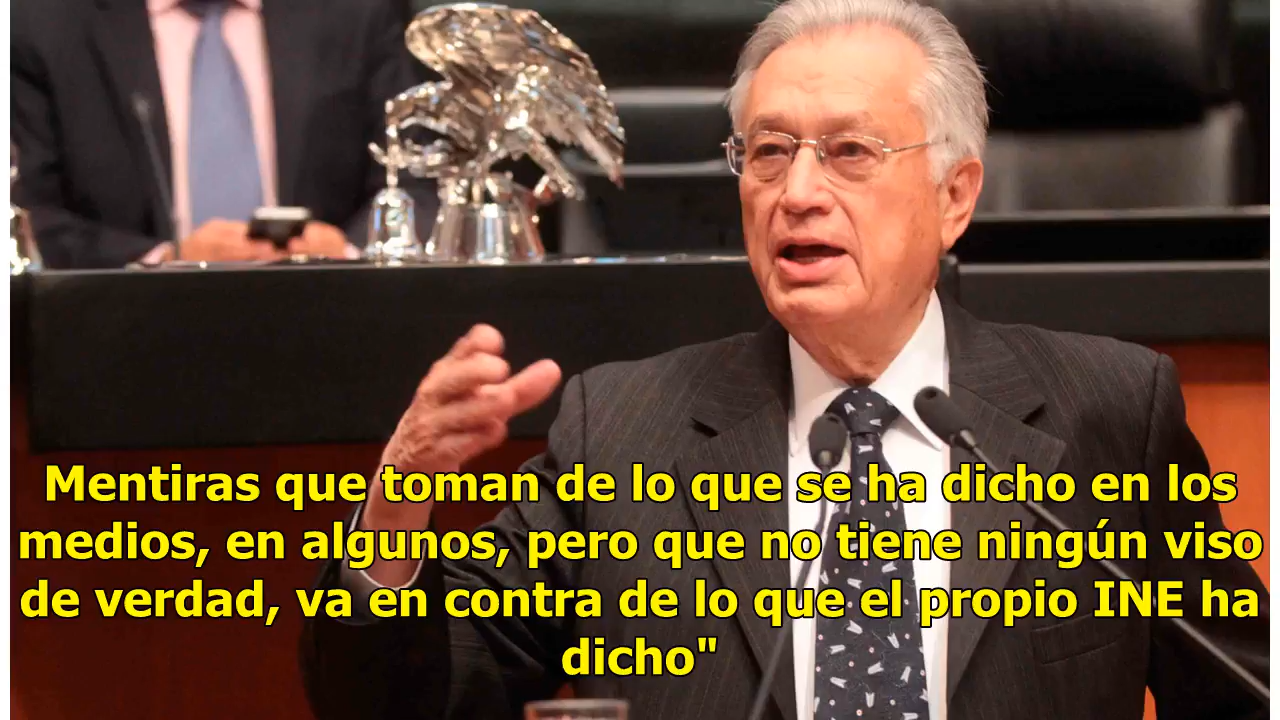 Mentiras que toman de lo que se ha dicho en los
medios, en algunos, pero que no tiene ningún viso
de verdad, va en contra de lo que el propio INE ha
dicho"